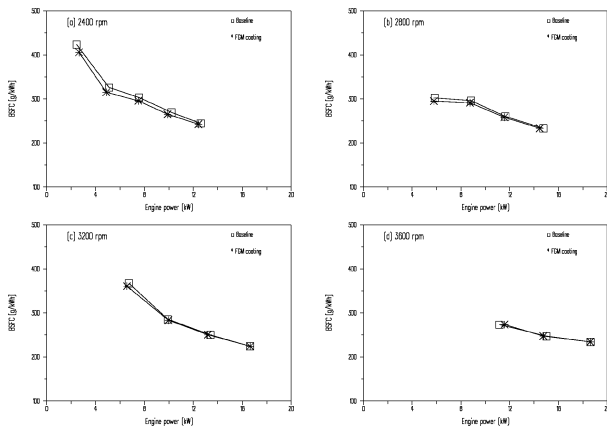 500
(a) 2400 rpm
Baseline
FGM coating
400
300
200
100
BSFC [g/kWh]
0 4 8 12 16 20
Engine power [kW]
500
(b) 2800 rpm
Baseline
FGM coating
400
300
200
100
BSFC [g/kWh]
0 4 8 12 16
Engine power [kW]
500
(c) 3200 rpm
Baseline
FGM coating
400
300
200
100
BSFC [g/kWh]
0 4 8 12 16 20
Engine power [kW]
500
(d) 3600 rpm
Baseline
FGM coating
400
300
200
100
BSFC [g/kWh]
0 4 8 12 16
Engine power [kW]